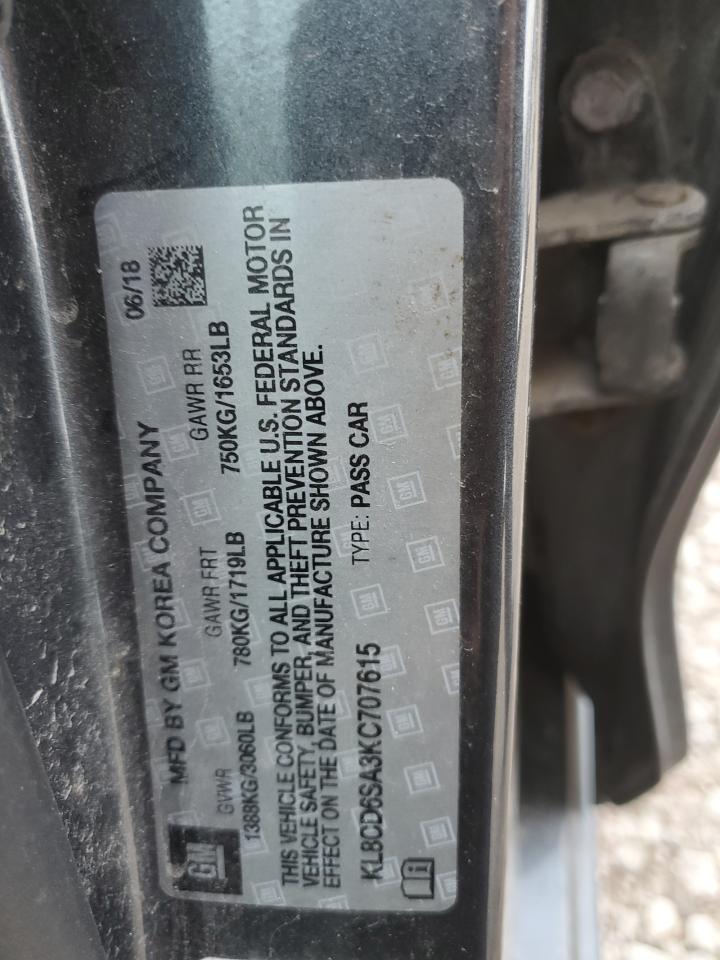 GM
MFD BY GM KOREA COMPANY
06/18
GVWR
GAWR FRT
GAWR RR
1388KG/3060LB
780KG/1719LB
750KG/1653LB
THIS VEHICLE CONFORMS TO ALL APPLICABLE U.S. FEDERAL MOTOR
VEHICLE SAFETY, BUMPER, AND THEFT PREVENTION STANDARDS IN
EFFECT ON THE DATE OF MANUFACTURE SHOWN ABOVE.
KL8CD6SA3KC707615
TYPE: PASS CAR